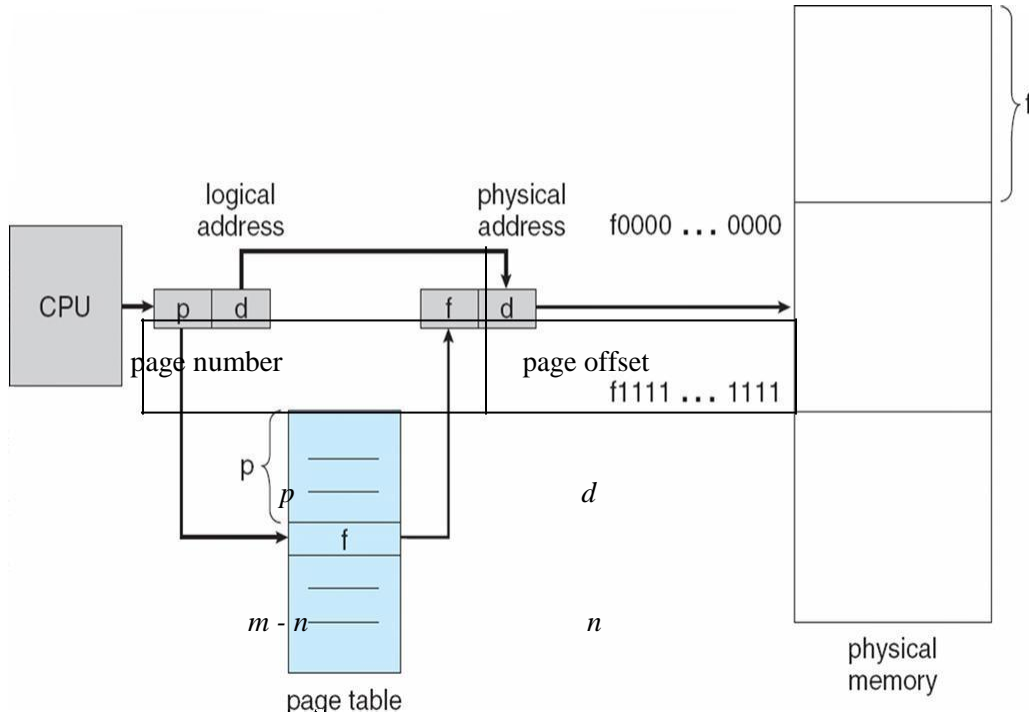 f
logical
address
physical
address
f0000 ... 0000
CPU
p d
f d
page number
page offset
f1111 ... 1111
p
p
d
f
m - n
n
physical
memory
page table